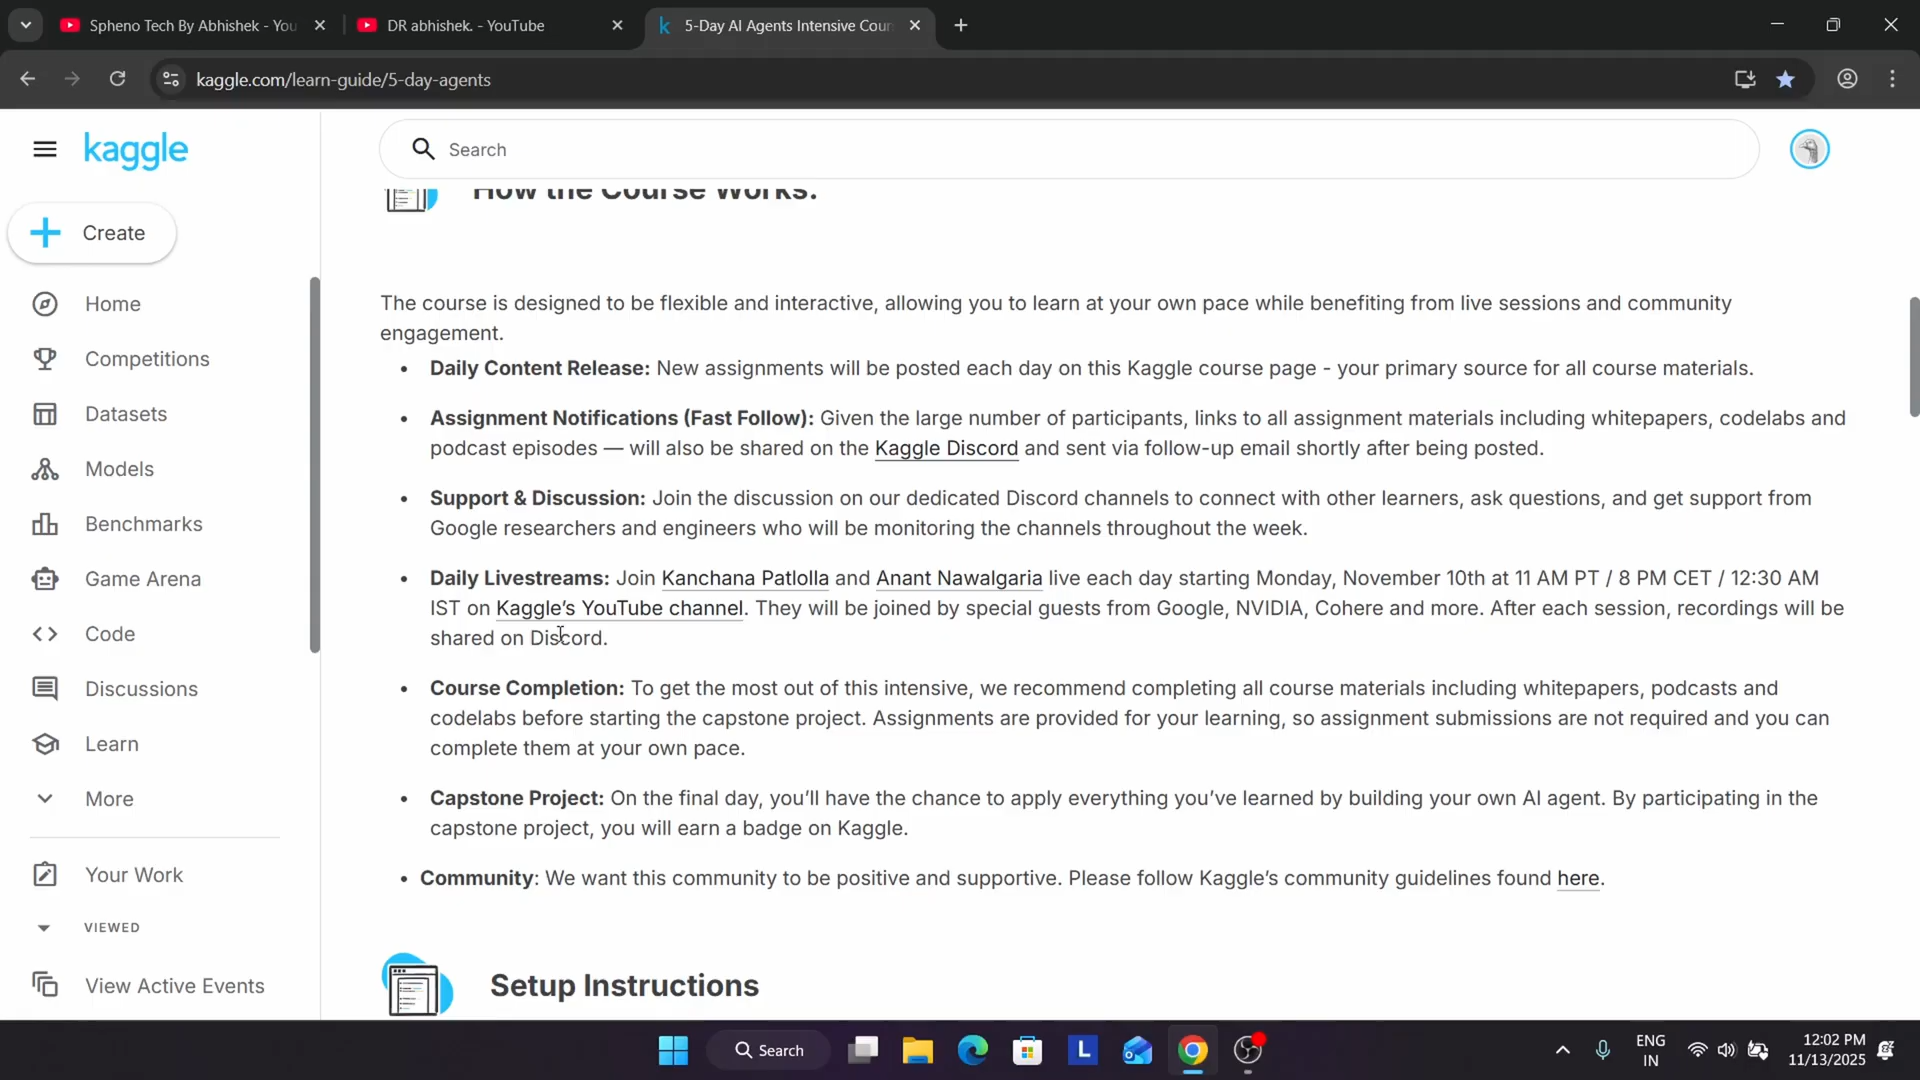 Spheno Tech By Abhishek - You
DR abhishek. - YouTube
5-Day AI Agents Intensive Cour
kaggle.com/learn-guide/5-day-agents
kaggle
Search
Create
Home
Competitions
Datasets
Models
Benchmarks
Game Arena
Code
Discussions
Learn
More
Your Work
VIEWED
View Active Events
How the Course Works:
The course is designed to be flexible and interactive, allowing you to learn at your own pace while benefiting from live sessions and community
engagement.
• Daily Content Release: New assignments will be posted each day on this Kaggle course page - your primary source for all course materials.
• Assignment Notifications (Fast Follow): Given the large number of participants, links to all assignment materials including whitepapers, codelabs and
podcast episodes — will also be shared on the Kaggle Discord and sent via follow-up email shortly after being posted.
• Support & Discussion: Join the discussion on our dedicated Discord channels to connect with other learners, ask questions, and get support from
Google researchers and engineers who will be monitoring the channels throughout the week.
• Daily Livestreams: Join Kanchana Patlolla and Anant Nawalgaria live each day starting Monday, November 10th at 11 AM PT / 8 PM CET / 12:30 AM
IST on Kaggle’s YouTube channel. They will be joined by special guests from Google, NVIDIA, Cohere and more. After each session, recordings will be
shared on Discord.
• Course Completion: To get the most out of this intensive, we recommend completing all course materials including whitepapers, podcasts and
codelabs before starting the capstone project. Assignments are provided for your learning, so assignment submissions are not required and you can
complete them at your own pace.
• Capstone Project: On the final day, you’ll have the chance to apply everything you’ve learned by building your own AI agent. By participating in the
capstone project, you will earn a badge on Kaggle.
• Community: We want this community to be positive and supportive. Please follow Kaggle’s community guidelines found here.
Setup Instructions
Search
L
ENG
IN
12:02 PM
11/13/2025